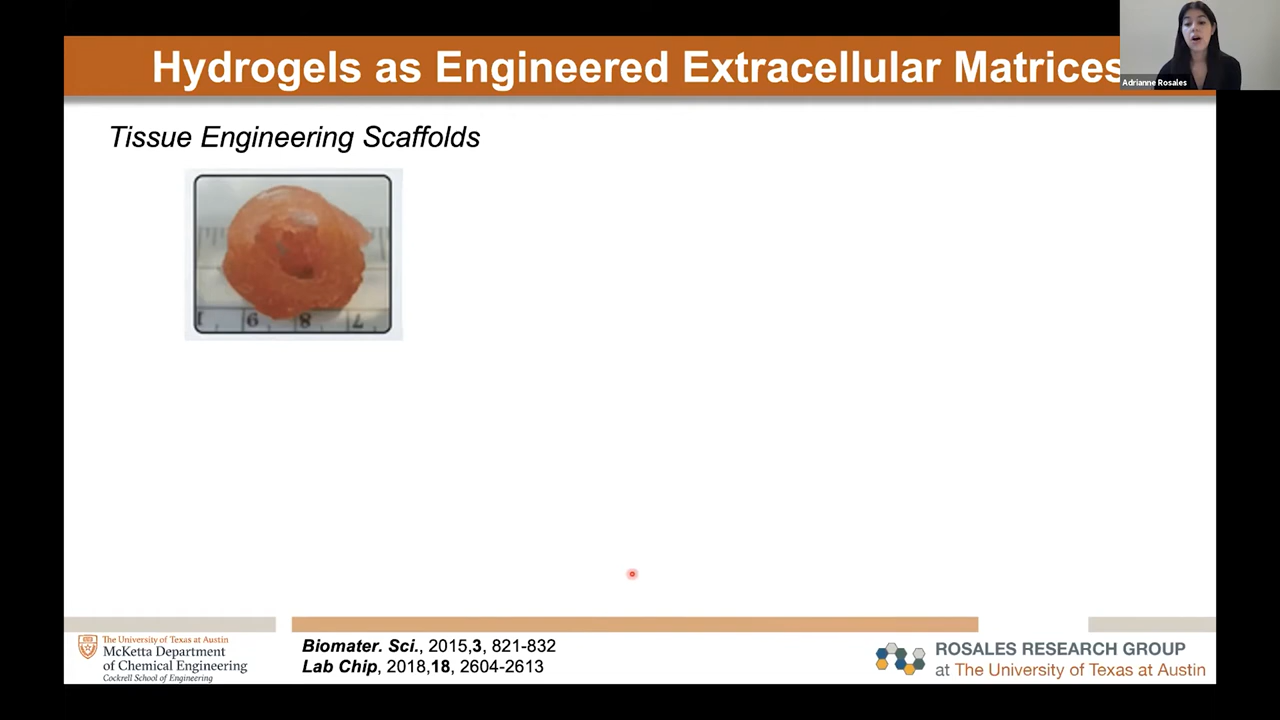 Hydrogels as Engineered Extracellular Matrices
Adrianne Rosales
Tissue Engineering Scaffolds
9 8 7
The University of Texas at Austin
McKetta Department
of Chemical Engineering
Cockrell School of Engineering
Biomater. Sci., 2015,3, 821-832
Lab Chip, 2018,18, 2604-2613
ROSALES RESEARCH GROUP
at The University of Texas at Austin